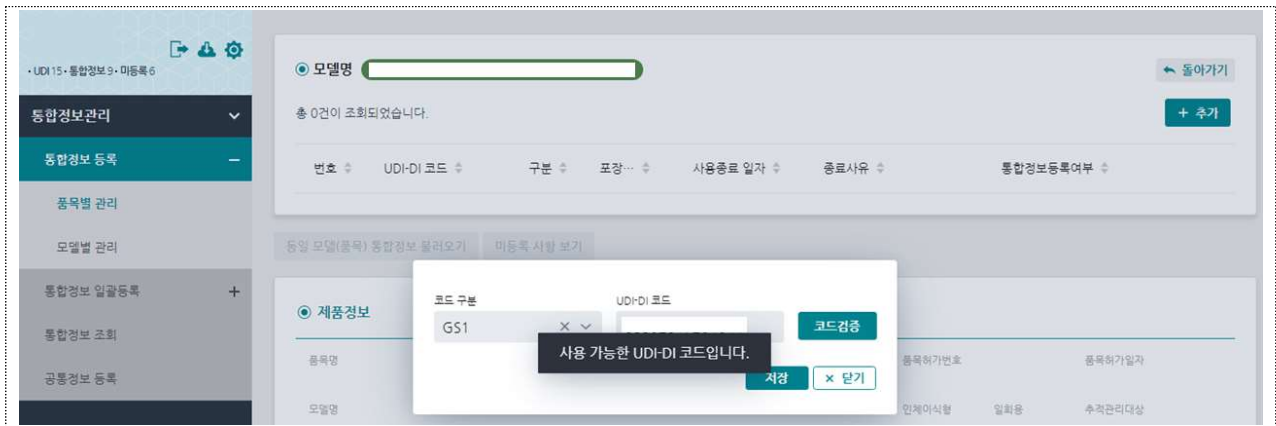 • UDI 15 • 통합정보 9 • 미등록 6
통합정보관리
통합정보 등록
품목별 관리
모델별 관리
통합정보 일괄등록
통합정보 조회
공통정보 등록
모델명
돌아가기
총 0건이 조회되었습니다.
+ 추가
번호 UDI-DI 코드 구분 포장… 사용종료 일자 종료사유 통합정보등록여부
동일 모델(품목) 통합정보 불러오기 미등록 사항 보기
제품정보
품목명 품목허가번호 품목허가일자
모델명 인체이식형 일회용 추적관리대상
코드 구분 UDI-DI 코드
GS1 코드검증
사용 가능한 UDI-DI 코드입니다.
저장 × 닫기